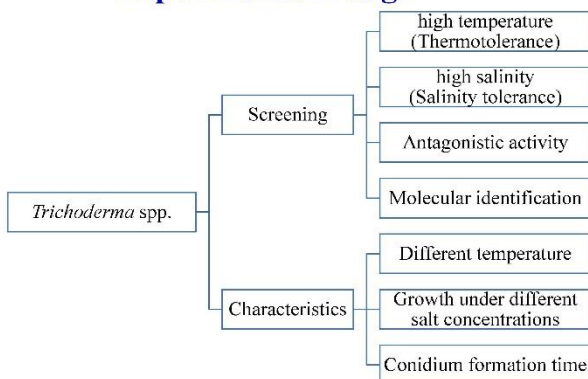 high temperature
(Thermotolerance)
high salinity
(Salinity tolerance)
Screening
Antagonistic activity
Molecular identification
Trichoderma spp.
Different temperature
Characteristics
Growth under different
salt concentrations
Conidium formation time